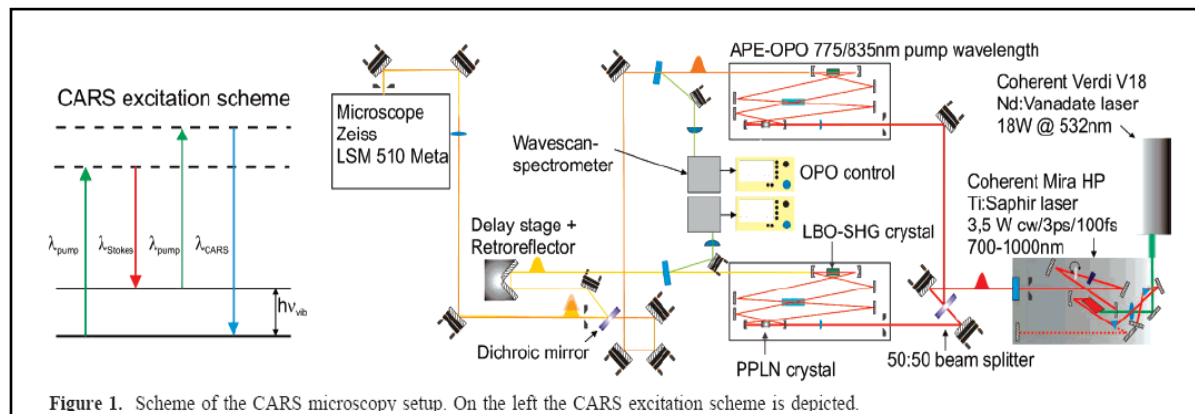 CARS excitation scheme
λpump
λStokes
λpump
λCARS
hνvib
Microscope
Zeiss
LSM 510 Meta
Delay stage +
Retroreflector
Dichroic mirror
Wavescan-
spectrometer
APE-OPO 775/835nm pump wavelength
OPO control
LBO-SHG crystal
PPLN crystal
50:50 beam splitter
Coherent Verdi V18
Nd:Vanadate laser
18W @ 532nm
Coherent Mira HP
Ti:Saphir laser
3,5 W cw/3ps/100fs
700-1000nm
Figure 1. Scheme of the CARS microscopy setup. On the left the CARS excitation scheme is depicted.